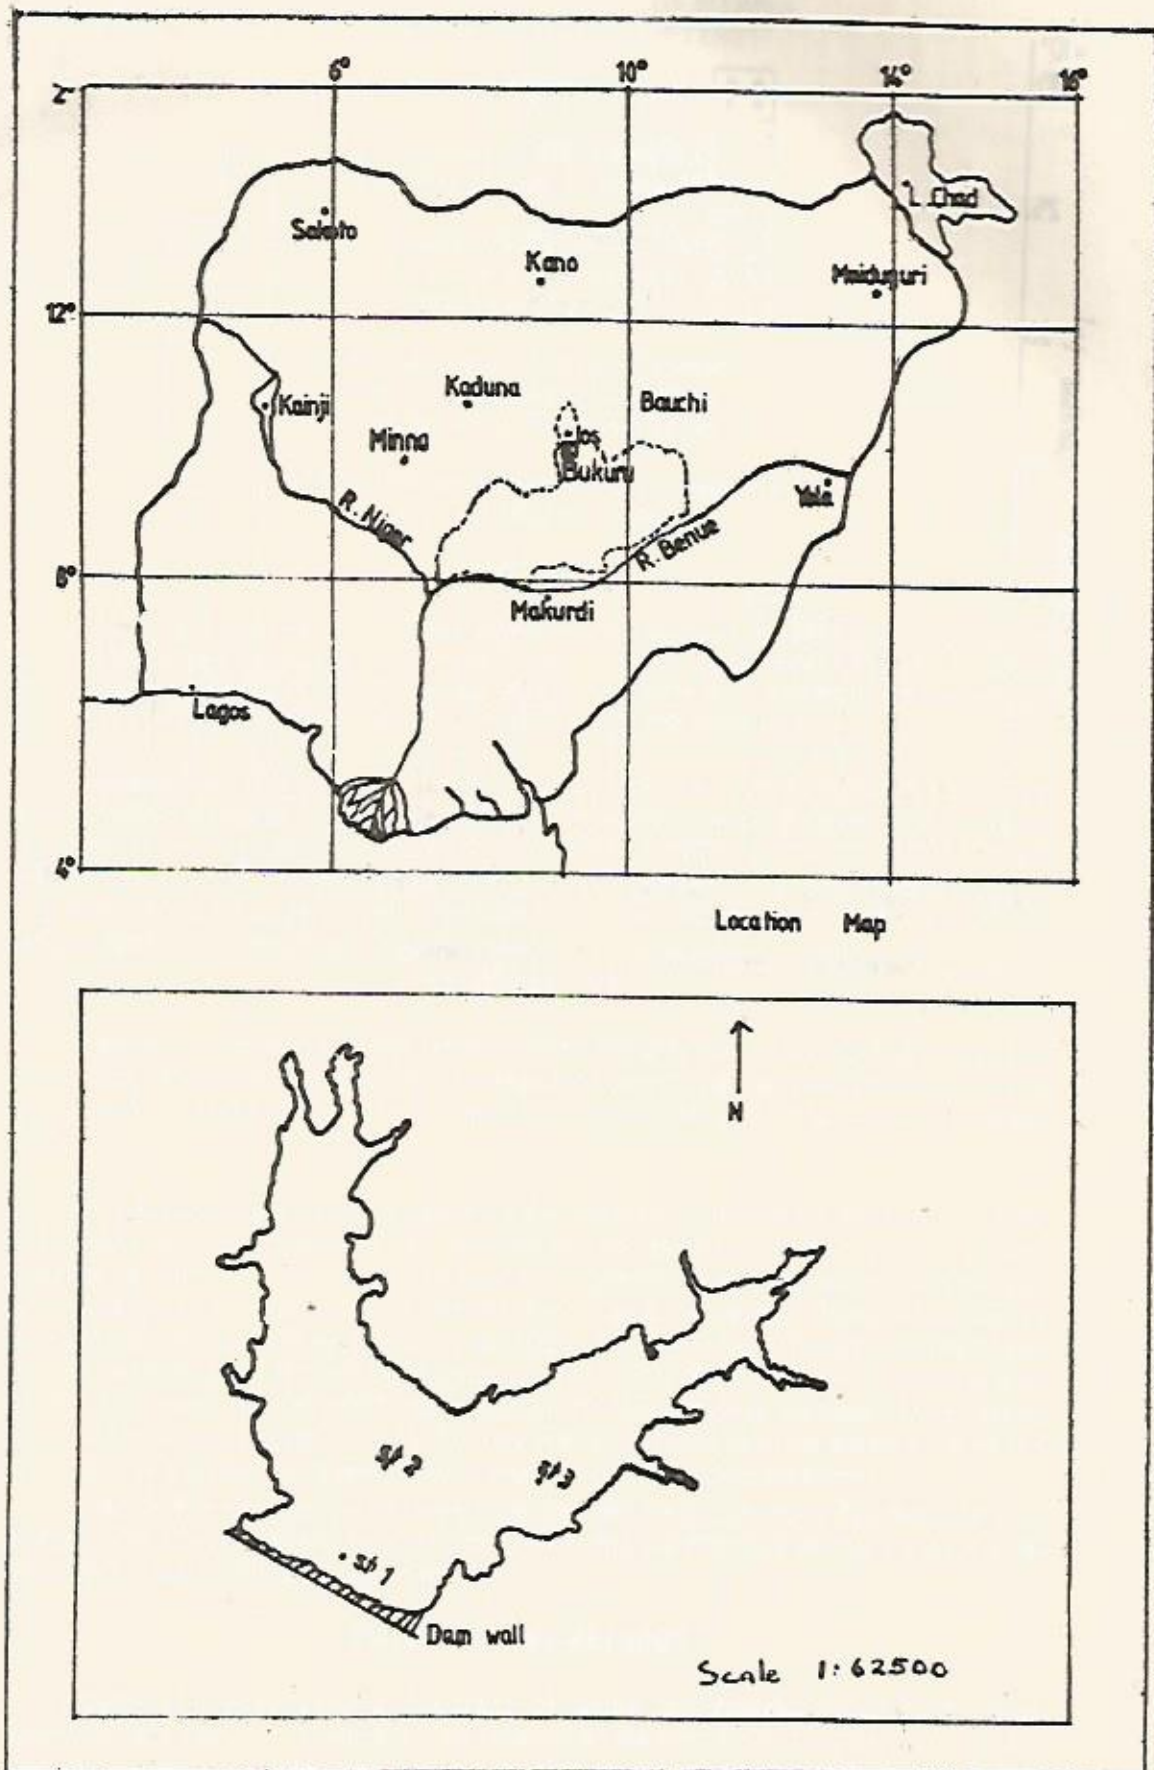 6° 10° 14° 16°
2°
L. Chad
Sokoto
Kano
Maiduguri
12°
Kaduna
Kainji
Bauchi
Jos
Minna
Bukuru
R. Niger
Yola
R. Benue
8°
Makurdi
Lagos
4°
Location Map
N
St 2
St 3
St 1
Dam wall
Scale 1:62500